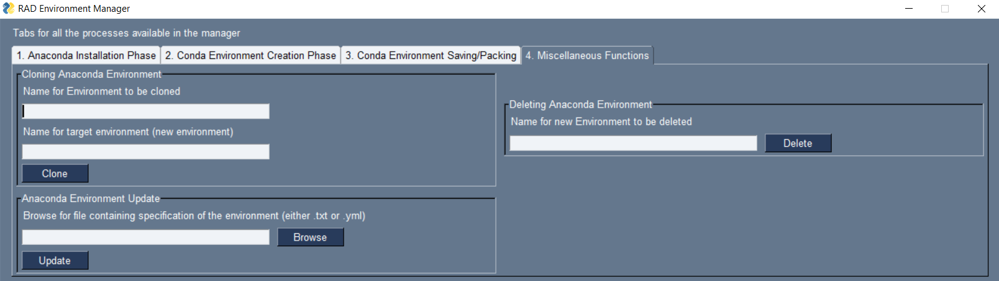 RAD Environment Manager
Tabs for all the processes available in the manager
1. Anaconda Installation Phase 2. Conda Environment Creation Phase 3. Conda Environment Saving/Packing 4. Miscellaneous Functions
Cloning Anaconda Environment
Name for Environment to be cloned
Name for target environment (new environment)
Clone
Anaconda Environment Update
Browse for file containing specification of the environment (either .txt or .yml)
Browse
Update
Deleting Anaconda Environment
Name for new Environment to be deleted
Delete